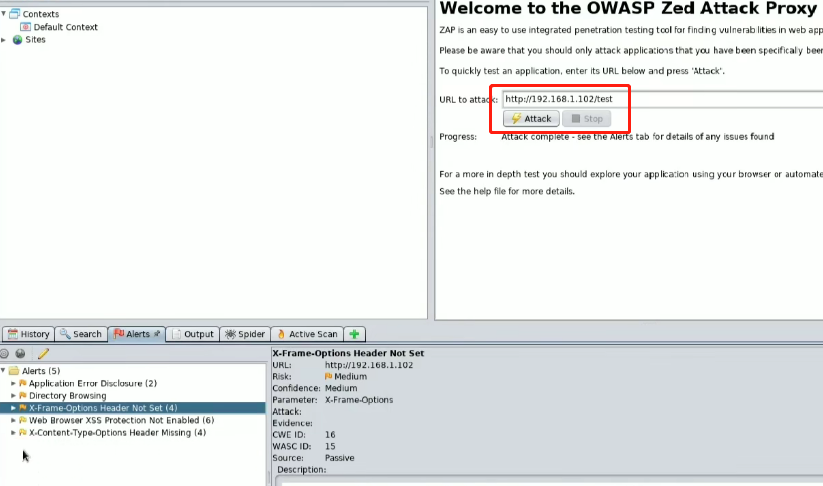 Contexts
Default Context
Sites
Welcome to the OWASP Zed Attack Proxy
ZAP is an easy to use integrated penetration testing tool for finding vulnerabilities in web app
Please be aware that you should only attack applications that you have been specifically been
To quickly test an application, enter its URL below and press 'Attack'.
URL to attack: http://192.168.1.102/test
Attack Stop
Progress: Attack complete - see the Alerts tab for details of any issues found
For a more in depth test you should explore your application using your browser or automate
See the help file for more details.
History Search Alerts Output Spider Active Scan
Alerts (5)
Application Error Disclosure (2)
Directory Browsing
X-Frame-Options Header Not Set (4)
Web Browser XSS Protection Not Enabled (6)
X-Content-Type-Options Header Missing (4)
X-Frame-Options Header Not Set
URL: http://192.168.1.102
Risk: Medium
Confidence: Medium
Parameter: X-Frame-Options
Attack:
Evidence:
CWE ID: 16
WASC ID: 15
Source: Passive
Description: